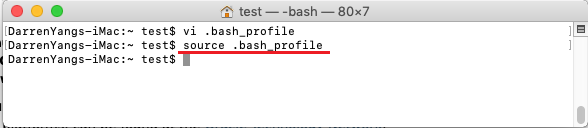 test — -bash — 80×7
[DarrenYangs-iMac:~ test$ vi .bash_profile ]
[DarrenYangs-iMac:~ test$ source .bash_profile ]
DarrenYangs-iMac:~ test$